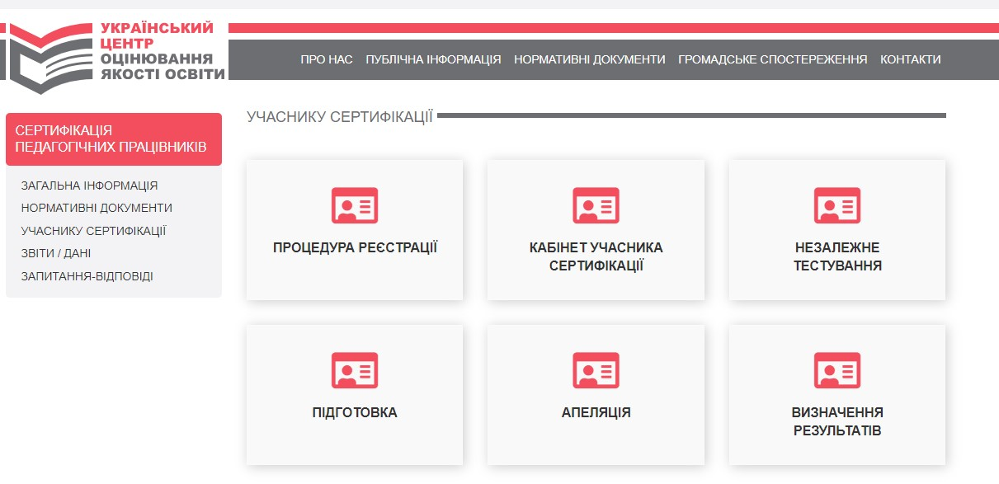 УКРАЇНСЬКИЙ
ЦЕНТР
ОЦІНЮВАННЯ
ЯКОСТІ ОСВІТИ
ПРО НАС ПУБЛІЧНА ІНФОРМАЦІЯ НОРМАТИВНІ ДОКУМЕНТИ ГРОМАДСЬКЕ СПОСТЕРЕЖЕННЯ КОНТАКТИ
СЕРТИФІКАЦІЯ
ПЕДАГОГІЧНИХ ПРАЦІВНИКІВ
ЗАГАЛЬНА ІНФОРМАЦІЯ
НОРМАТИВНІ ДОКУМЕНТИ
УЧАСНИКУ СЕРТИФІКАЦІЇ
ЗВІТИ / ДАНІ
ЗАПИТАННЯ-ВІДПОВІДІ
УЧАСНИКУ СЕРТИФІКАЦІЇ
ПРОЦЕДУРА РЕЄСТРАЦІЇ
КАБІНЕТ УЧАСНИКА
СЕРТИФІКАЦІЇ
НЕЗАЛЕЖНЕ
ТЕСТУВАННЯ
ПІДГОТОВКА
АПЕЛЯЦІЯ
ВИЗНАЧЕННЯ
РЕЗУЛЬТАТІВ